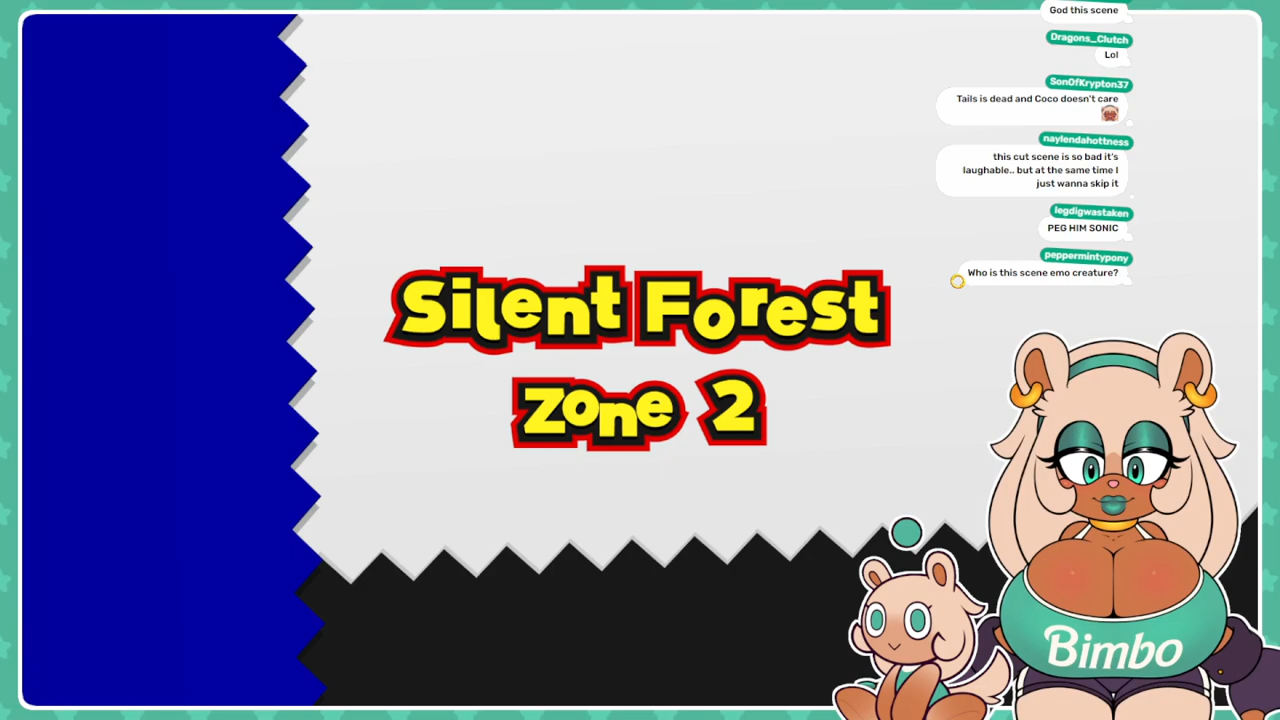 God this scene
Dragons_Clutch
Lol
SonOfKrypton37
Tails is dead and Coco doesn't care
naylendahottness
this cut scene is so bad it's
laughable.. but at the same time I
just wanna skip it
legdigwastaken
PEG HIM SONIC
peppermintypony
Who is this scene emo creature?
Silent Forest
Zone 2
Bimbo